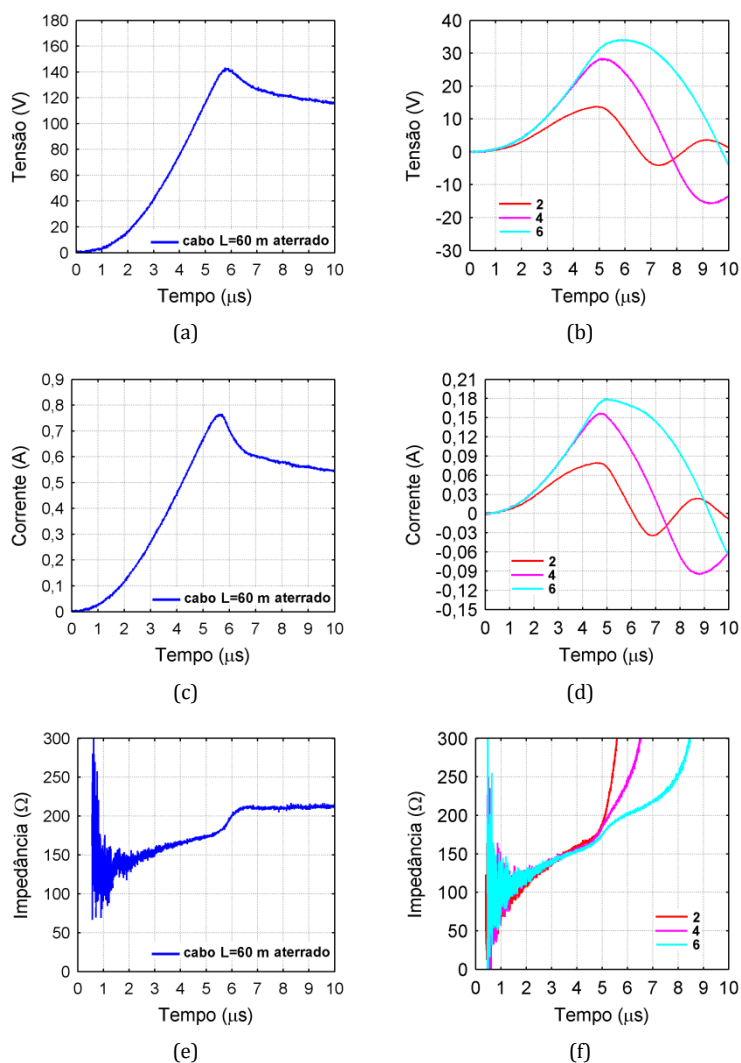 180
160
140
120
100
80
60
40
20
0
Tensão (V)
cabo L=60 m aterrado
0 1 2 3 4 5 6 7 8 9 10
Tempo (μs)
(a)
40
30
20
10
0
-10
-20
-30
Tensão (V)
2
4
6
0 1 2 3 4 5 6 7 8 9 10
Tempo (μs)
(b)
0,9
0,8
0,7
0,6
0,5
0,4
0,3
0,2
0,1
0
Corrente (A)
cabo L=60 m aterrado
0 1 2 3 4 5 6 7 8 9 10
Tempo (μs)
(c)
0,21
0,18
0,15
0,12
0,09
0,06
0,03
0
-0,03
-0,06
-0,09
-0,12
-0,15
Corrente (A)
2
4
6
0 1 2 3 4 5 6 7 8 9 10
Tempo (μs)
(d)
300
250
200
150
100
50
0
Impedância (Ω)
cabo L=60 m aterrado
0 1 2 3 4 5 6 7 8 9 10
Tempo (μs)
(e)
300
250
200
150
100
50
0
Impedância (Ω)
2
4
6
0 1 2 3 4 5 6 7 8 9 10
Tempo (μs)
(f)